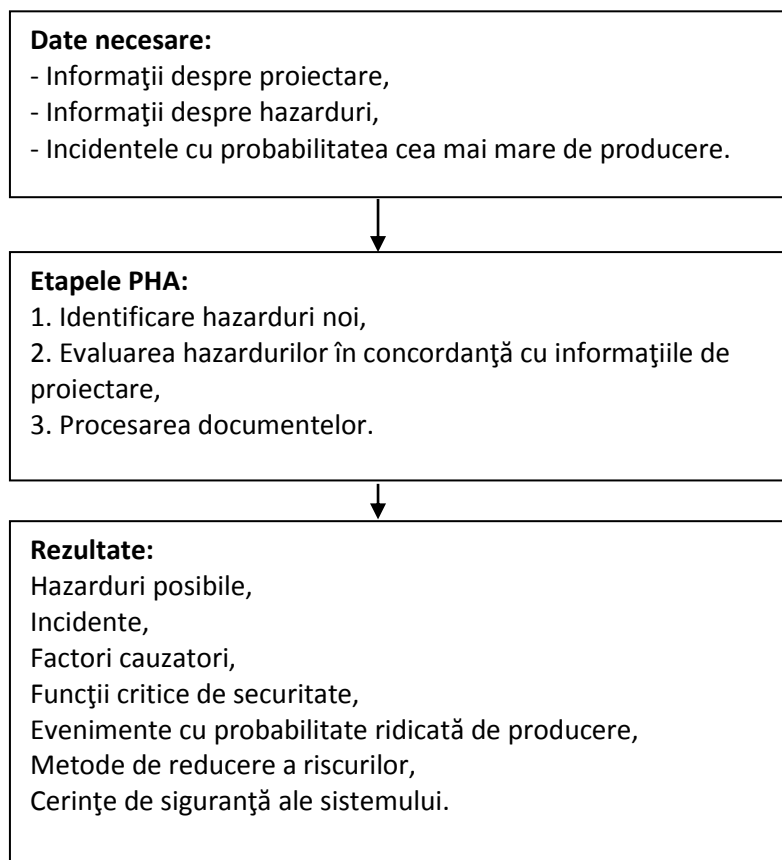 Date necesare:
- Informaţii despre proiectare,
- Informaţii despre hazarduri,
- Incidentele cu probabilitatea cea mai mare de producere.
Etapele PHA:
1. Identificare hazarduri noi,
2. Evaluarea hazardurilor în concordanţă cu informaţiile de
proiectare,
3. Procesarea documentelor.
Rezultate:
Hazarduri posibile,
Incidente,
Factori cauzatori,
Funcţii critice de securitate,
Evenimente cu probabilitate ridicată de producere,
Metode de reducere a riscurilor,
Cerinţe de siguranţă ale sistemului.